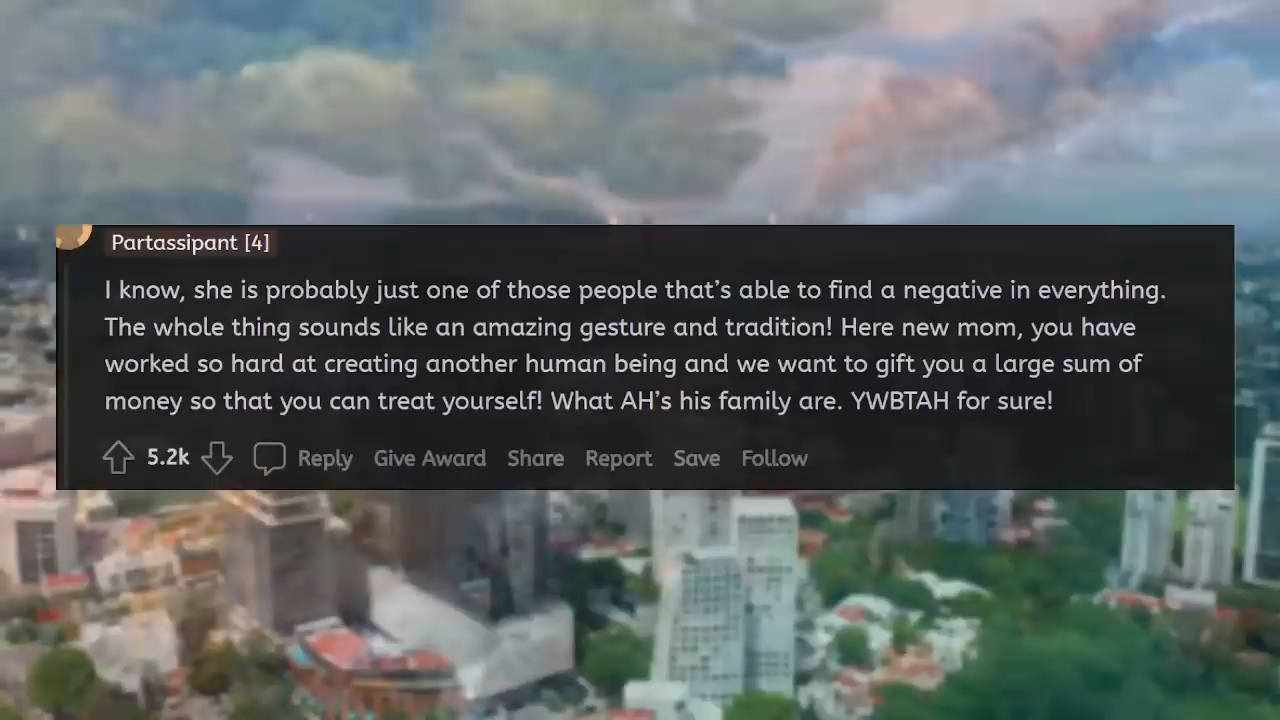 Partassipant [4]
I know, she is probably just one of those people that's able to find a negative in everything.
The whole thing sounds like an amazing gesture and tradition! Here new mom, you have
worked so hard at creating another human being and we want to gift you a large sum of
money so that you can treat yourself! What AH's his family are. YWBTAH for sure!
5.2k Reply Give Award Share Report Save Follow